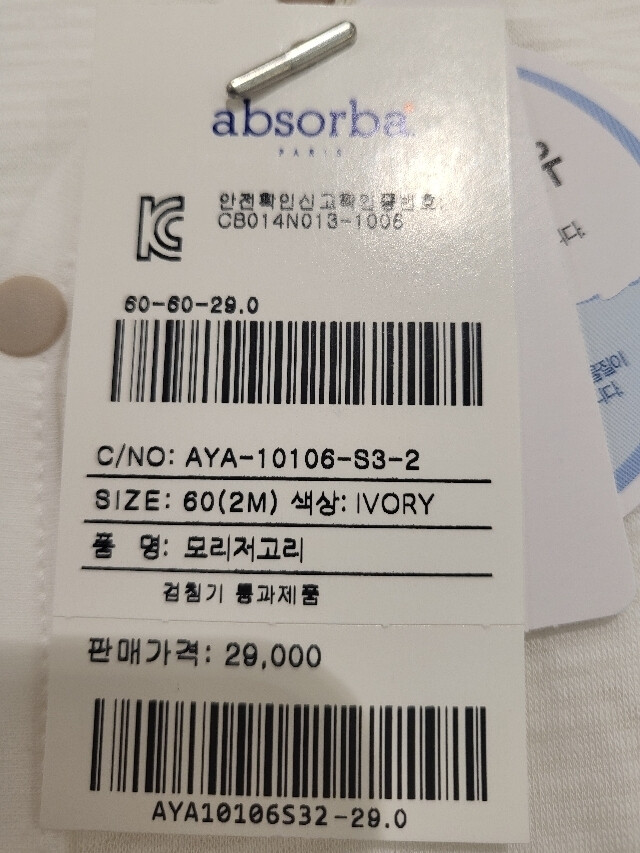 absorba
PARIS
안전확인신고확인증번호:
CB014N013-1006
60-60-29.0
C/NO: AYA-10106-S3-2
SIZE: 60(2M) 색상: IVORY
품 명: 모리저고리
검침기 통과제품
판매가격: 29,000
AYA10106S32-29.0